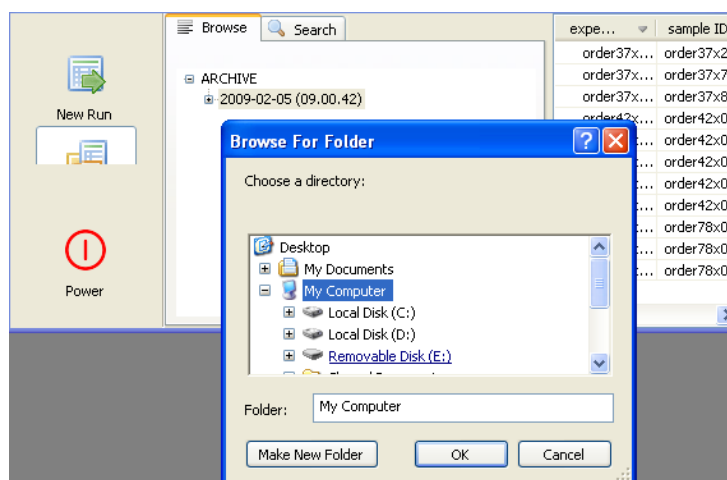 Browse
Search
expe...
sample ID
New Run
Power
ARCHIVE
2009-02-05 (09.00.42)
order37x... order37x2
order37x... order37x7
order37x... order37x8
order42x... order42x0
order42x0
order42x0
order42x0
order42x0
order78x0
order78x0
order78x0
Browse For Folder
Choose a directory:
Desktop
My Documents
My Computer
Local Disk (C:)
Local Disk (D:)
Removable Disk (E:)
Folder:
My Computer
Make New Folder
OK
Cancel